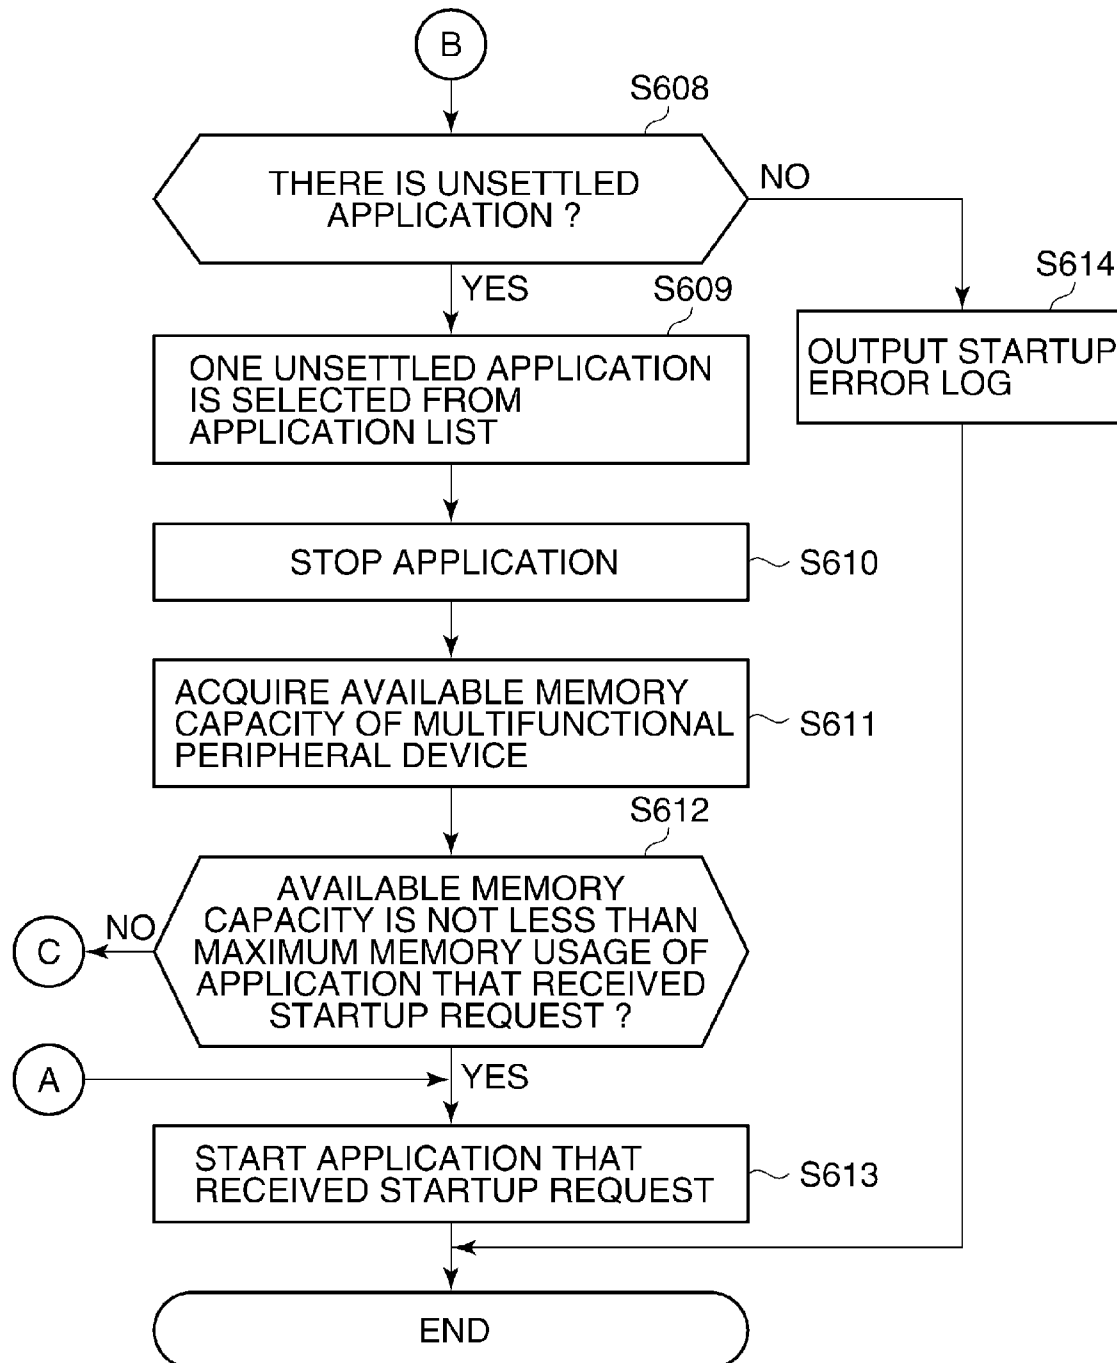 B
S608
THERE IS UNSETTLED
APPLICATION ?
NO
YES
S609
S614
ONE UNSETTLED APPLICATION
IS SELECTED FROM
APPLICATION LIST
OUTPUT STARTUP
ERROR LOG
STOP APPLICATION
S610
ACQUIRE AVAILABLE MEMORY
CAPACITY OF MULTIFUNCTIONAL
PERIPHERAL DEVICE
S611
S612
AVAILABLE MEMORY
CAPACITY IS NOT LESS THAN
MAXIMUM MEMORY USAGE OF
APPLICATION THAT RECEIVED
STARTUP REQUEST ?
NO
C
A
YES
START APPLICATION THAT
RECEIVED STARTUP REQUEST
S613
END